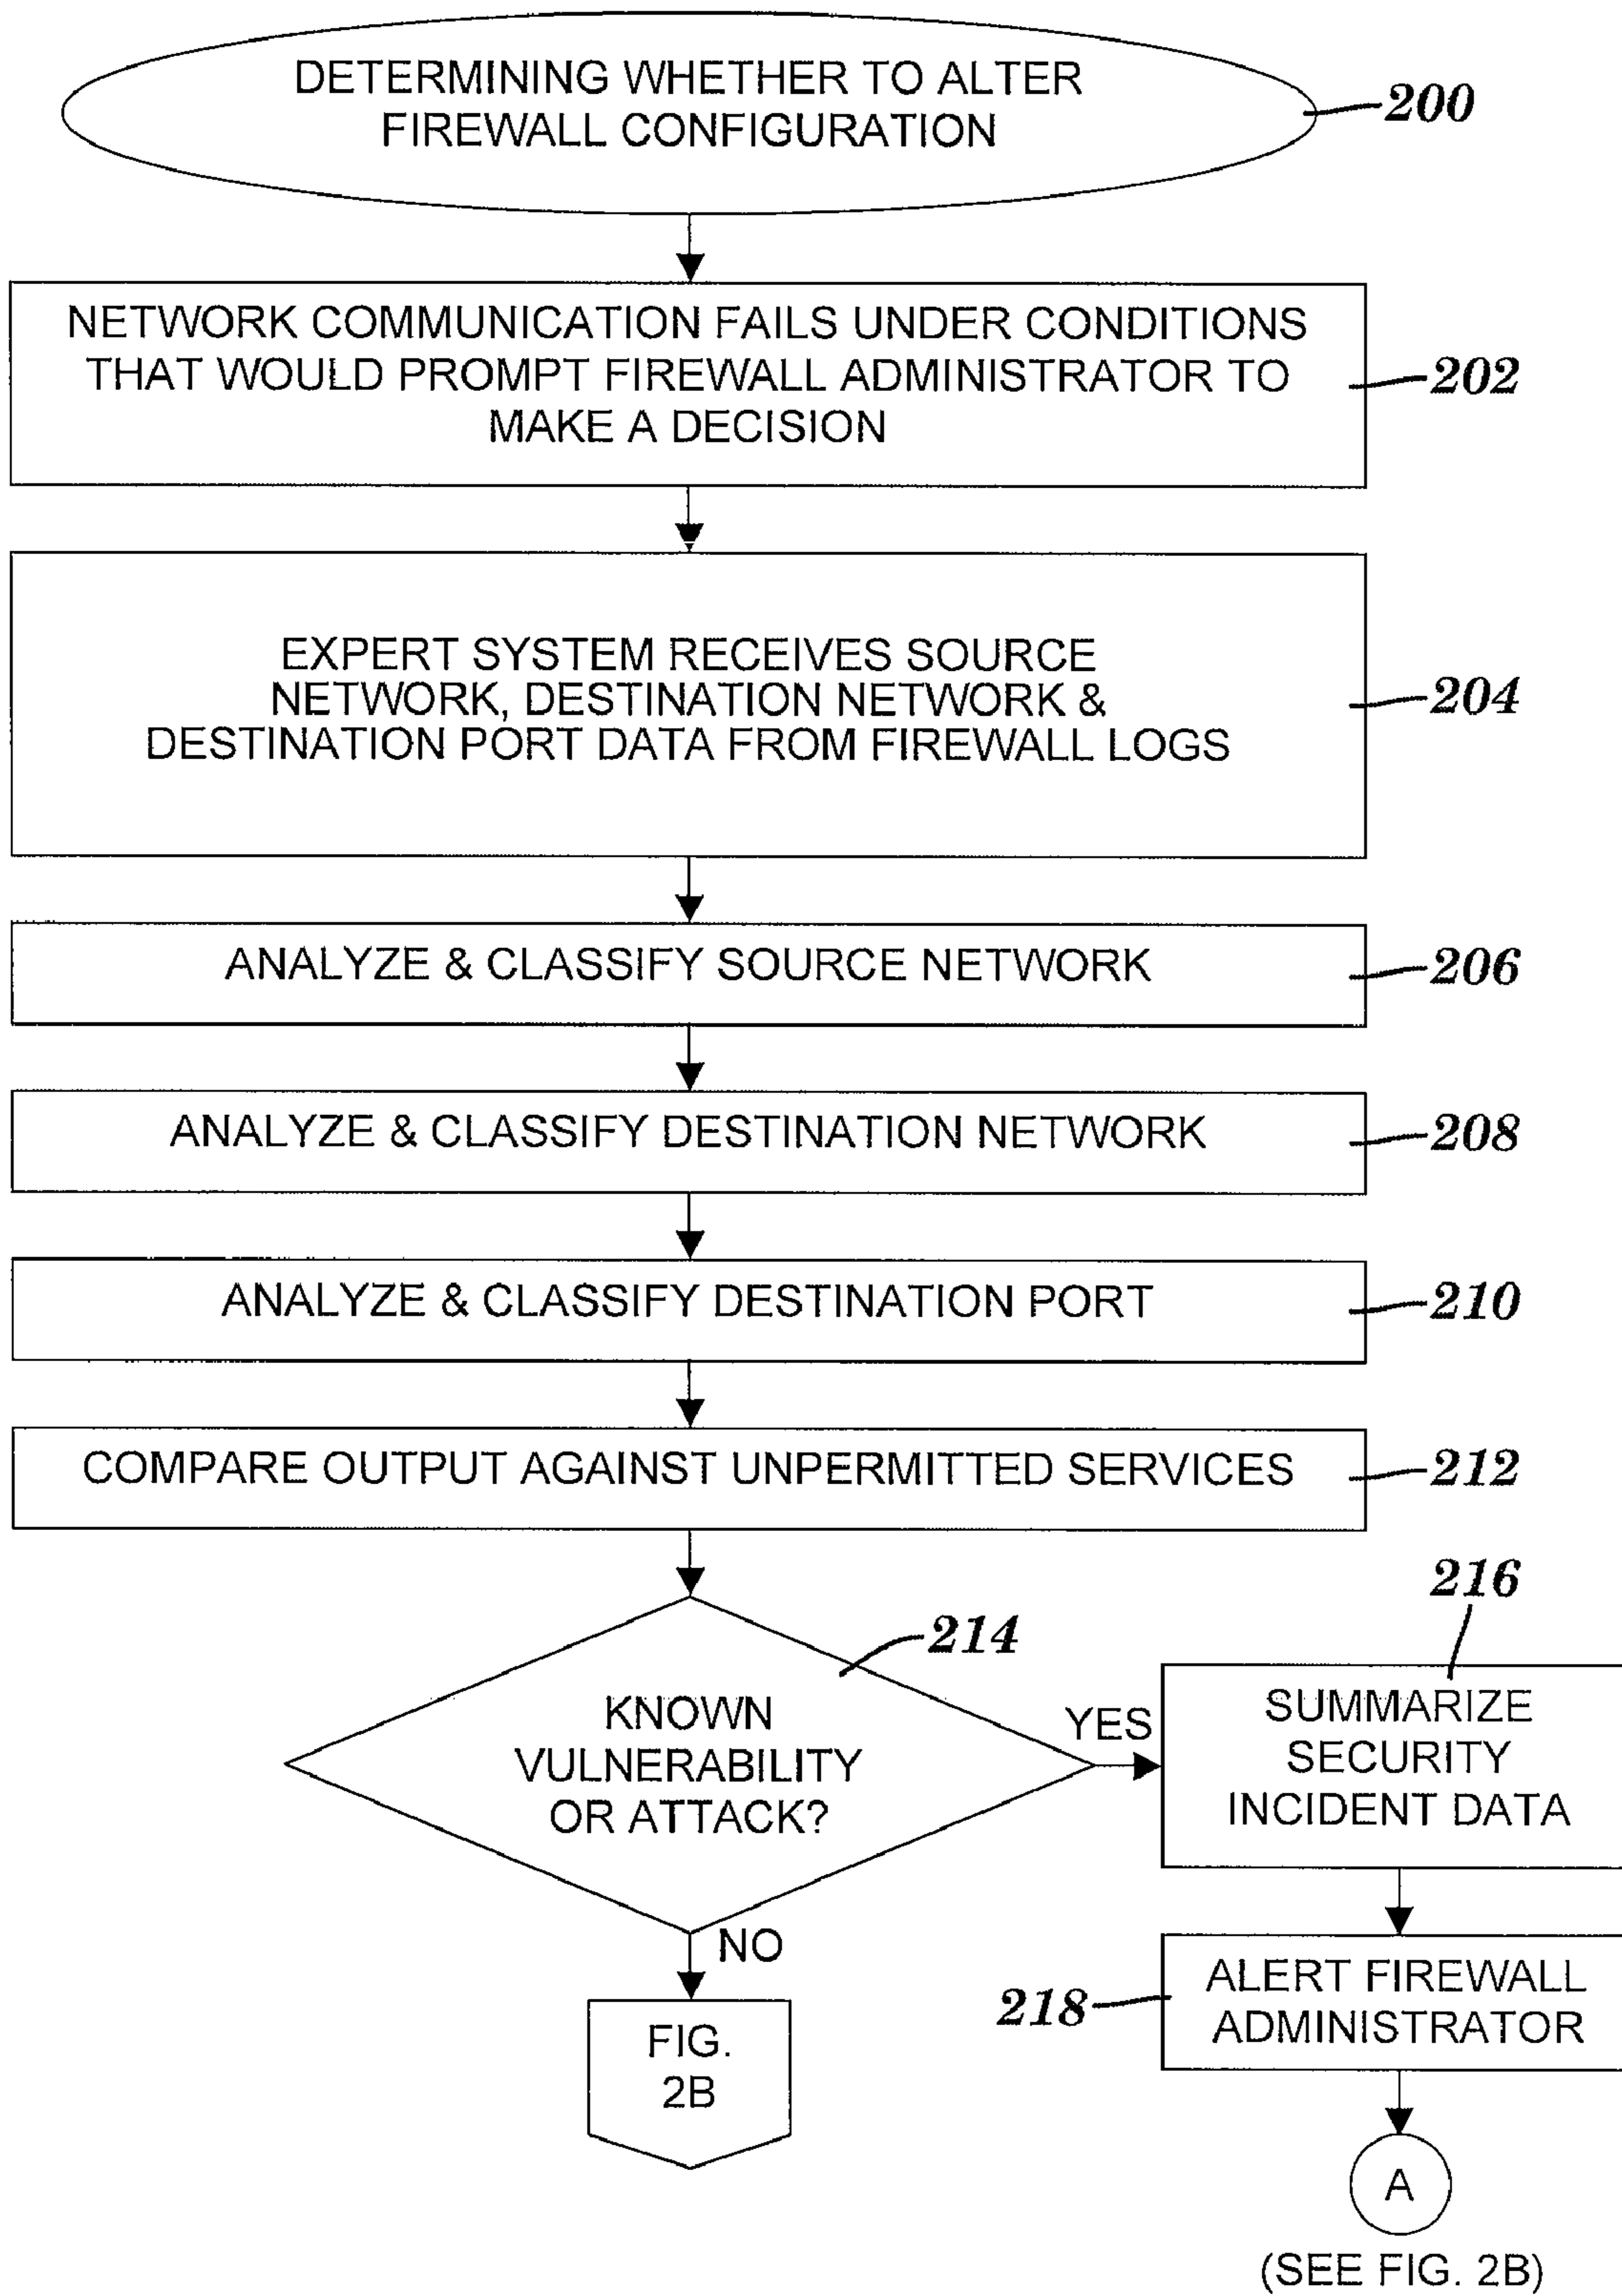 DETERMINING WHETHER TO ALTER
FIREWALL CONFIGURATION
200
NETWORK COMMUNICATION FAILS UNDER CONDITIONS
THAT WOULD PROMPT FIREWALL ADMINISTRATOR TO
MAKE A DECISION
202
EXPERT SYSTEM RECEIVES SOURCE
NETWORK, DESTINATION NETWORK &
DESTINATION PORT DATA FROM FIREWALL LOGS
204
ANALYZE & CLASSIFY SOURCE NETWORK
206
ANALYZE & CLASSIFY DESTINATION NETWORK
208
ANALYZE & CLASSIFY DESTINATION PORT
210
COMPARE OUTPUT AGAINST UNPERMITTED SERVICES
212
214
KNOWN
VULNERABILITY
OR ATTACK?
YES
216
SUMMARIZE
SECURITY
INCIDENT DATA
NO
FIG.
2B
218
ALERT FIREWALL
ADMINISTRATOR
A
(SEE FIG. 2B)